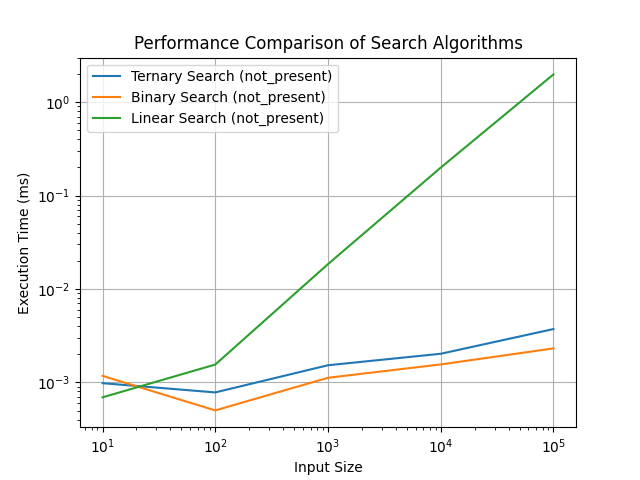 Performance Comparison of Search Algorithms
Ternary Search (not_present)
Binary Search (not_present)
Linear Search (not_present)
Execution Time (ms)
10⁰
10⁻¹
10⁻²
10⁻³
10¹ 10² 10³ 10⁴ 10⁵
Input Size